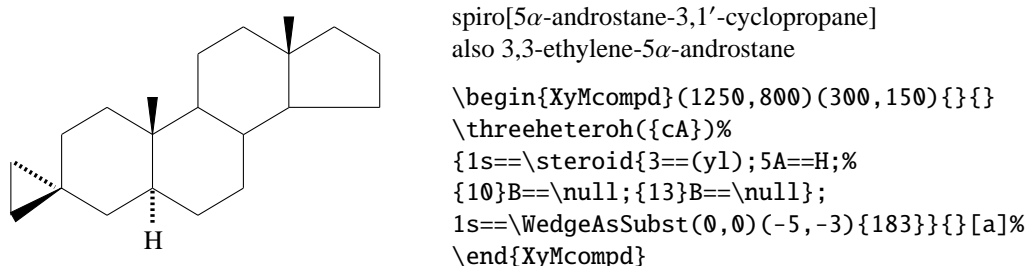 spiro[5α-androstane-3,1′-cyclopropane]
also 3,3-ethylene-5α-androstane
\begin{XyMcompd}(1250,800)(300,150){}{}
\threeheteroh({cA})%
{1s==\steroid{3==(yl);5A==H;%
{10}B==\null;{13}B==\null};
1s==\WedgeAsSubst(0,0)(-5,-3){183}}{}[a]%
\end{XyMcompd}
H